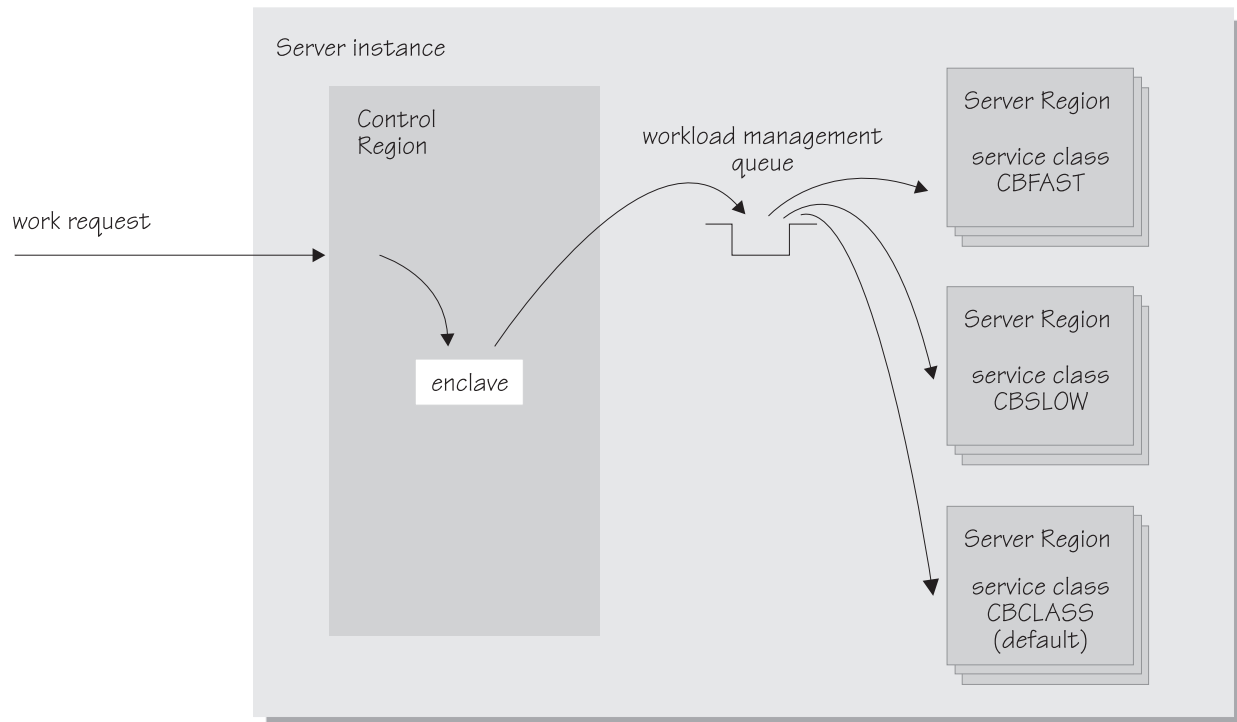 Server instance
Control
Region
workload management
queue
work request
enclave
Server Region
service class
CBFAST
Server Region
service class
CBSLOW
Server Region
service class
CBCLASS
(default)